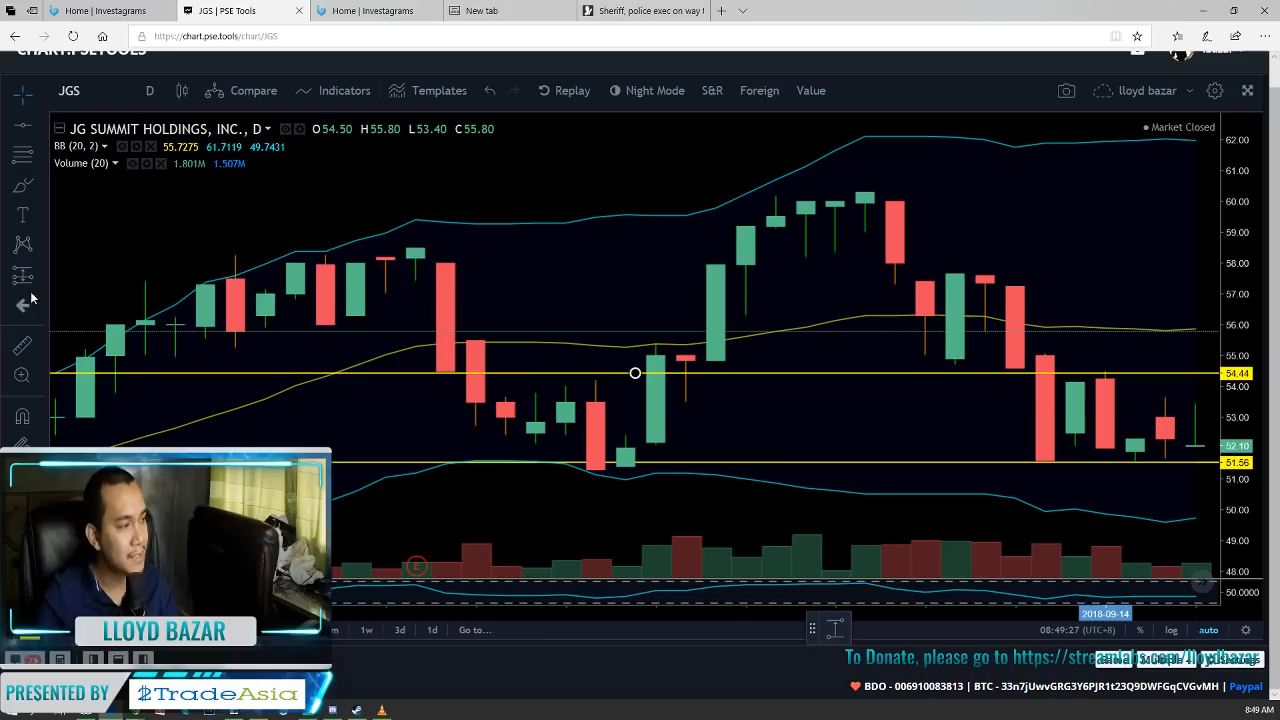 Home | Investagrams
JGS | PSE Tools
Home | Investagrams
New tab
Sheriff, police exec on way t
https://chart.pse.tools/chart/JGS
CHART.PSETOOLS
JGS
D
Compare
Indicators
Templates
Replay
Night Mode
S&R
Foreign
Value
lloyd bazar
JG SUMMIT HOLDINGS, INC., D
O54.50 H55.80 L53.40 C55.80
Market Closed
BB (20, 2)
55.7275 61.7119 49.7431
Volume (20)
1.801M 1.507M
62.00
61.00
60.00
59.00
58.00
57.00
56.00
55.00
54.44
54.00
53.00
52.10
51.56
51.00
50.00
49.00
48.00
50.0000
E
2018-09-14
1w
3d
1d
Go to...
08:49:27 (UTC+8)
%
log
auto
LLOYD BAZAR
PRESENTED BY
$TradeAsia
To Donate, please go to https://streamlabs.com/lloydbazar
Paypal
8:49 AM